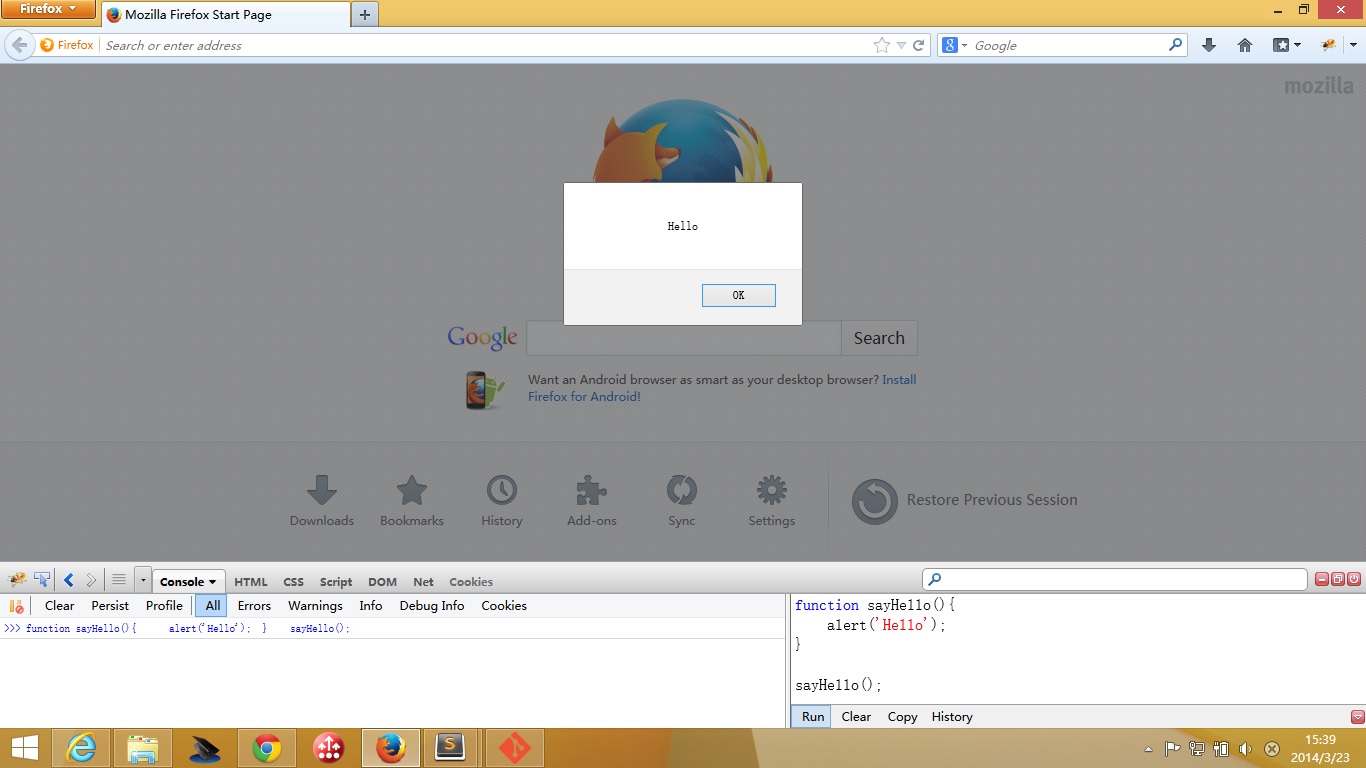 Firefox
Mozilla Firefox Start Page
Firefox
Search or enter address
Google
mozilla
Hello
OK
Google
Search
Want an Android browser as smart as your desktop browser? Install
Firefox for Android!
Downloads
Bookmarks
History
Add-ons
Sync
Settings
Restore Previous Session
Console
HTML
CSS
Script
DOM
Net
Cookies
Clear
Persist
Profile
All
Errors
Warnings
Info
Debug Info
Cookies
>>> function sayHello(){ alert('Hello'); } sayHello();
function sayHello(){
alert('Hello');
}
sayHello();
Run
Clear
Copy
History
15:39
2014/3/23